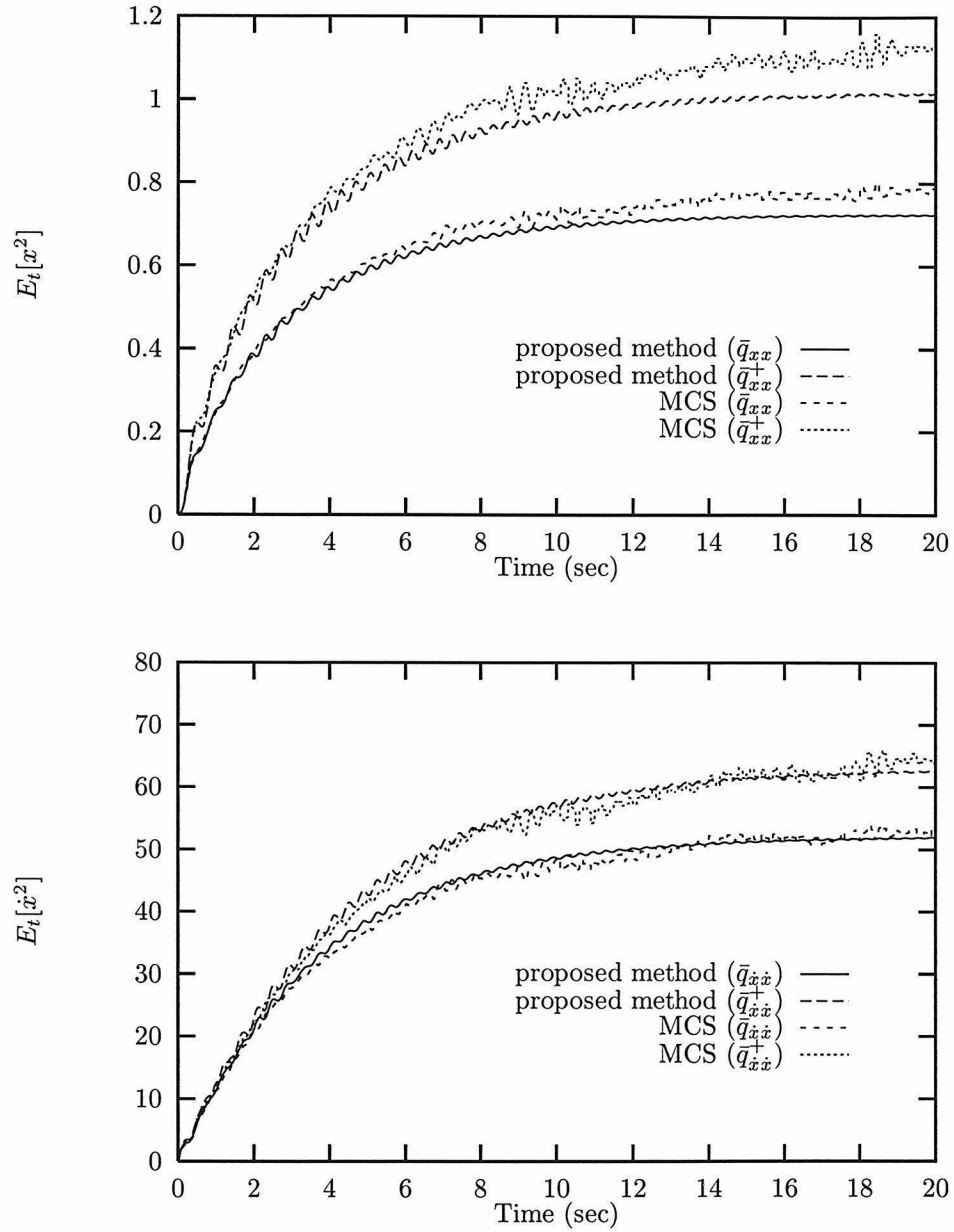 1.2
1
0.8
0.6
0.4
0.2
0
E_t[x²]
proposed method (q̄_xx)
proposed method (q̄⁺_xx)
MCS (q̄_xx)
MCS (q̄⁺_xx)
0 2 4 6 8 10 12 14 16 18 20
Time (sec)
80
70
60
50
40
30
20
10
0
E_t[ẋ²]
proposed method (q̄_ẋẋ)
proposed method (q̄⁺_ẋẋ)
MCS (q̄_ẋẋ)
MCS (q̄⁺_ẋẋ)
0 2 4 6 8 10 12 14 16 18 20
Time (sec)